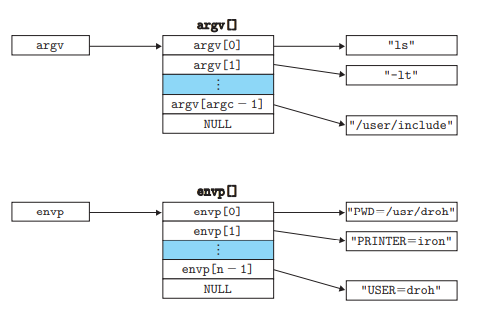 argv[]
argv
argv[0]
"ls"
argv[1]
"-lt"
⋮
argv[argc − 1]
"/user/include"
NULL
envp[]
envp
envp[0]
"PWD=/usr/droh"
envp[1]
"PRINTER=iron"
⋮
envp[n − 1]
"USER=droh"
NULL